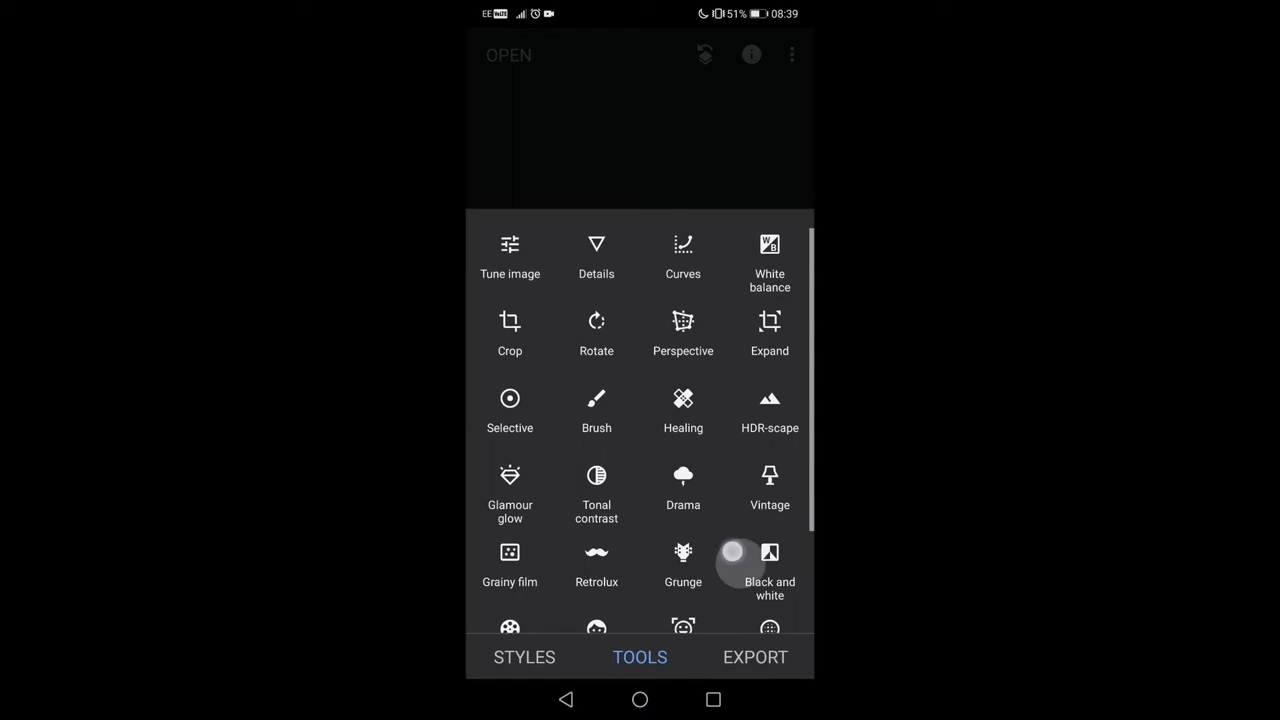 EE VoLTE 51% 08:39
OPEN
Tune image Details Curves White balance
Crop Rotate Perspective Expand
Selective Brush Healing HDR-scape
Glamour glow Tonal contrast Drama Vintage
Grainy film Retrolux Grunge Black and white
STYLES TOOLS EXPORT